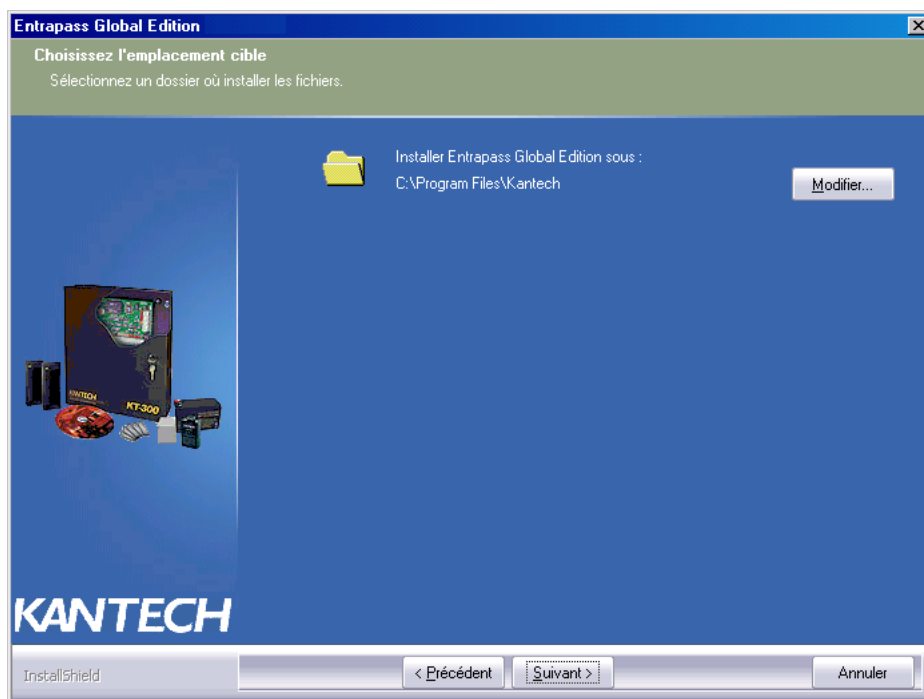 Entrapass Global Edition
Choisissez l'emplacement cible
Sélectionnez un dossier où installer les fichiers.
Installer Entrapass Global Edition sous :
C:\Program Files\Kantech
Modifier...
KANTECH
KT-300
KANTECH
InstallShield
< Précédent
Suivant >
Annuler